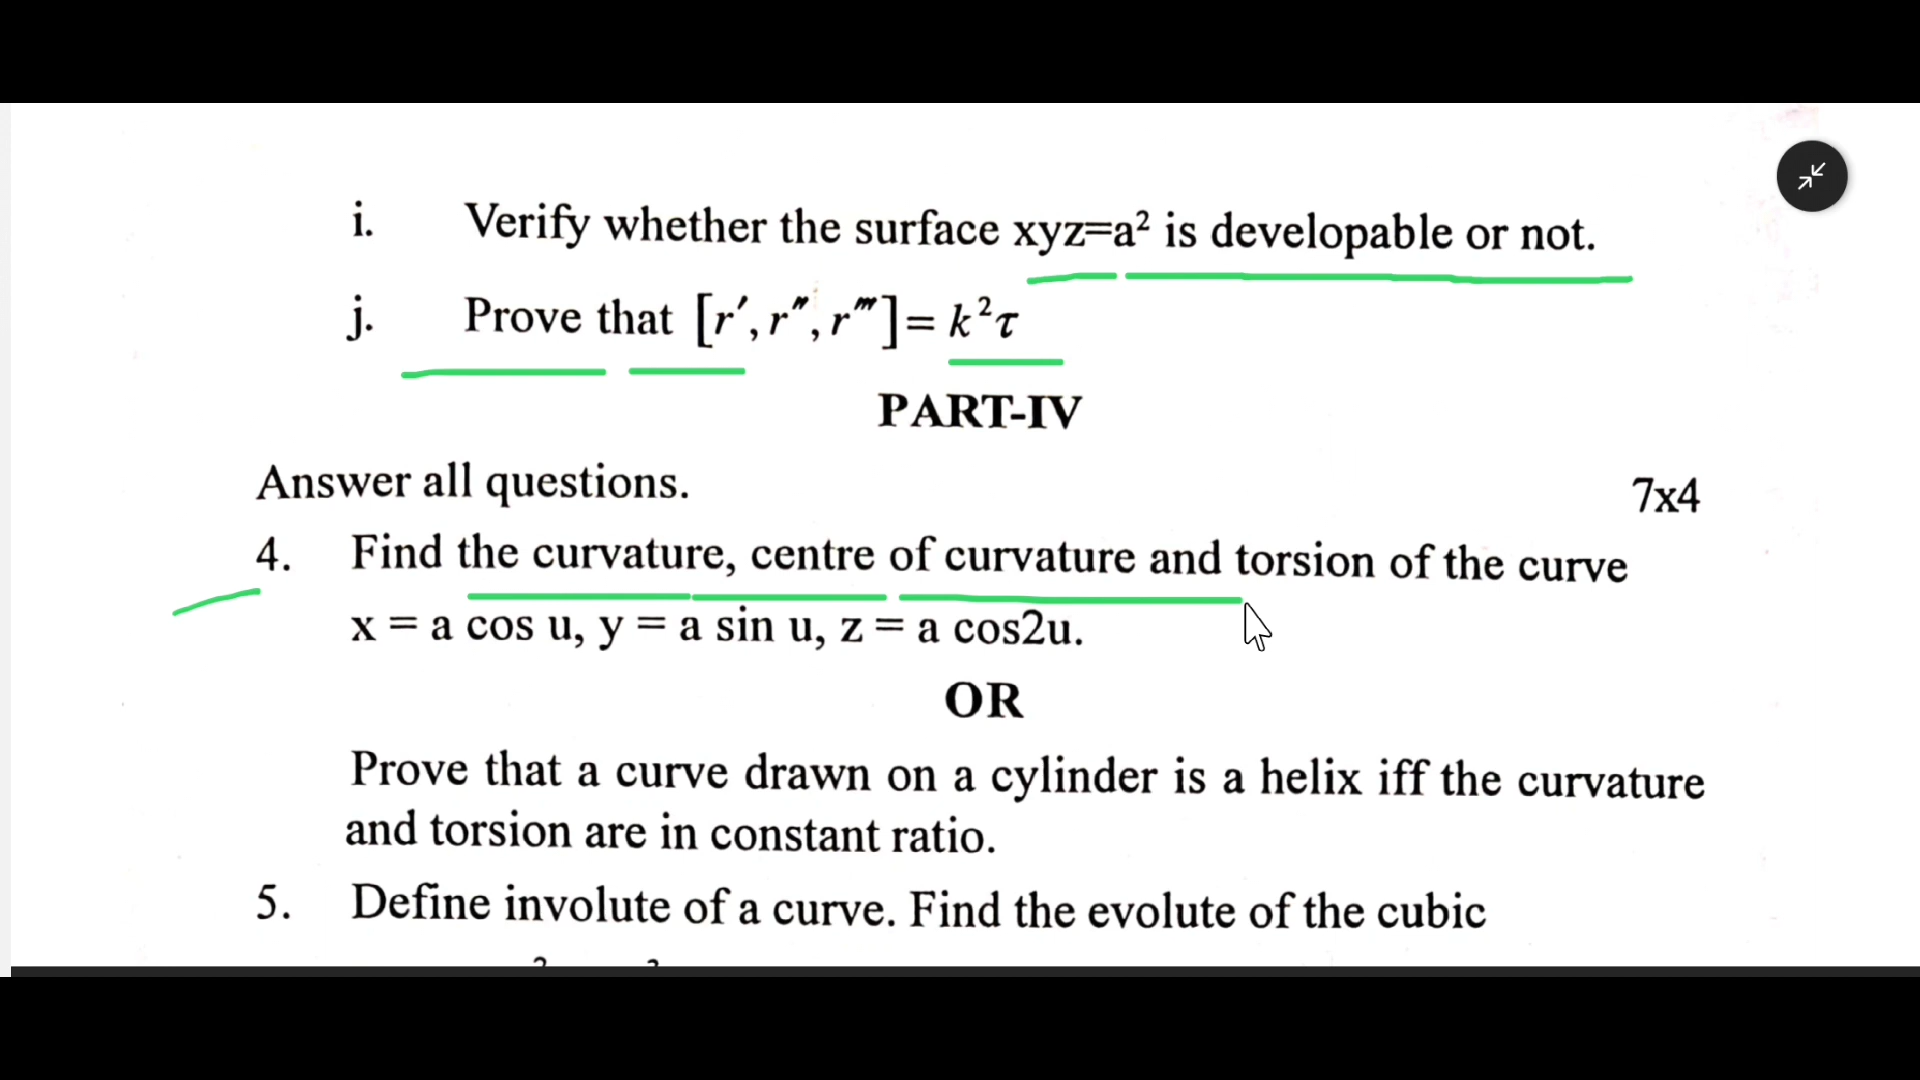 i. Verify whether the surface xyz=a² is developable or not.
j. Prove that [r′, r″, r‴]= k²τ
PART-IV
Answer all questions. 7x4
4. Find the curvature, centre of curvature and torsion of the curve
x = a cos u, y = a sin u, z = a cos2u.
OR
Prove that a curve drawn on a cylinder is a helix iff the curvature
and torsion are in constant ratio.
5. Define involute of a curve. Find the evolute of the cubic